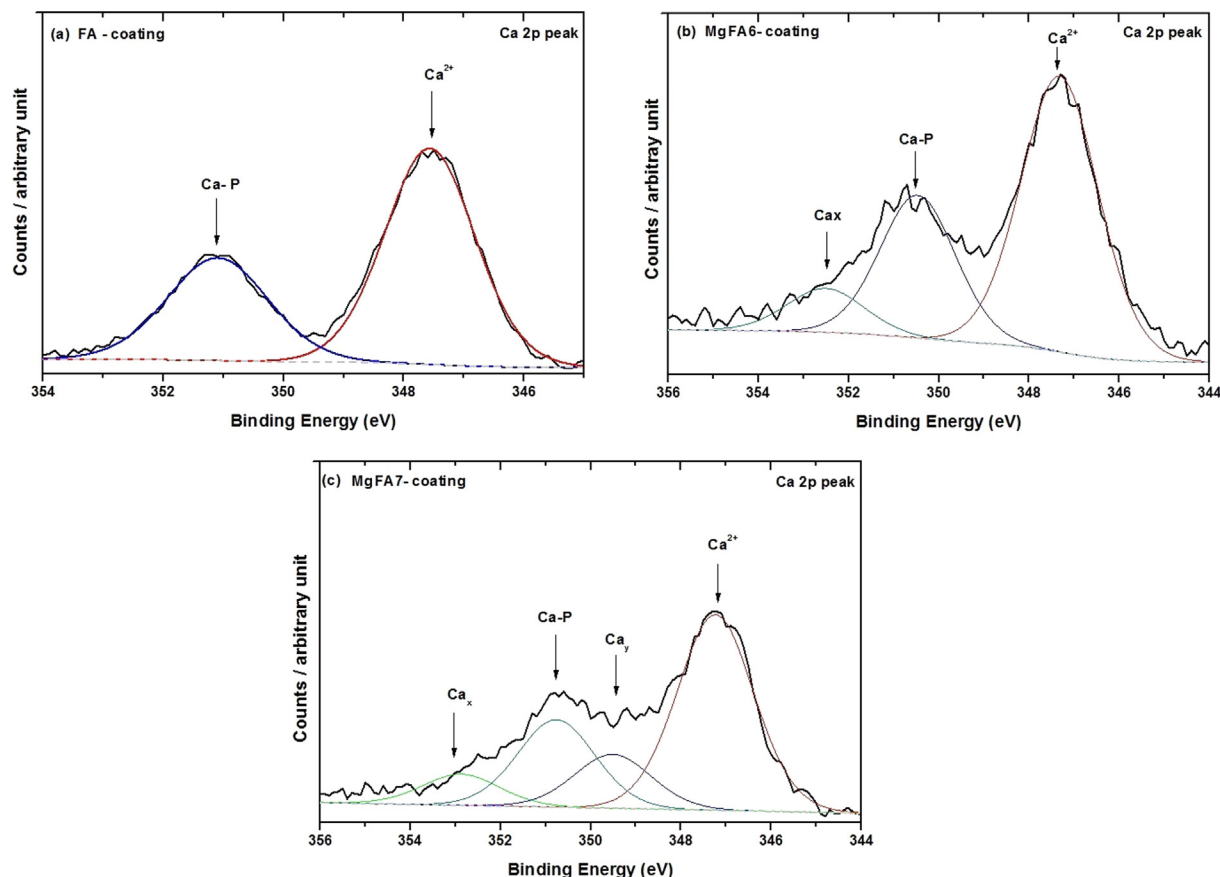 (a) FA - coating
Ca 2p peak
Ca²⁺
Ca- P
Counts / arbitrary unit
354 352 350 348 346
Binding Energy (eV)
(b) MgFA6- coating
Ca 2p peak
Ca²⁺
Ca-P
Cax
Counts / arbitray unit
356 354 352 350 348 346 344
Binding Energy (eV)
(c) MgFA7- coating
Ca 2p peak
Ca²⁺
Ca-P
Caᵧ
Caₓ
Counts / arbitrary unit
356 354 352 350 348 346 344
Binding Energy (eV)